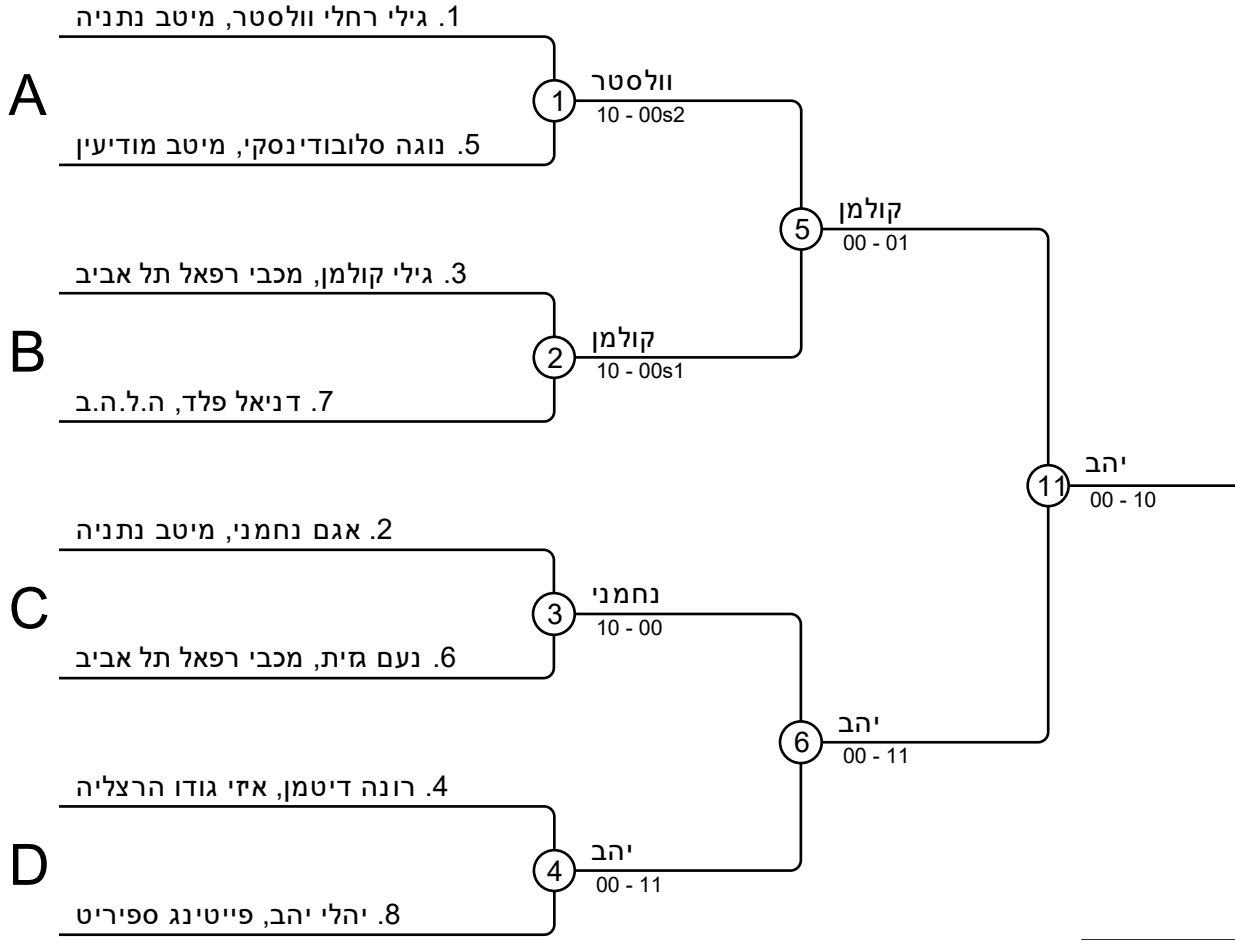 1. גילי רחלי וולסטר, מיטב נתניה
A
1
וולסטר
10 - 00s2
5. נוגה סלובודינסקי, מיטב מודיעין
5
קולמן
00 - 01
3. גילי קולמן, מכבי רפאל תל אביב
B
2
קולמן
10 - 00s1
7. דניאל פלד, ה.ל.ה.ב
11
יהב
00 - 10
2. אגם נחמני, מיטב נתניה
C
3
נחמני
10 - 00
6. נעם גזית, מכבי רפאל תל אביב
6
יהב
00 - 11
4. רונה דיטמן, איזי גודו הרצליה
D
4
יהב
00 - 11
8. יהלי יהב, פייטינג ספיריט